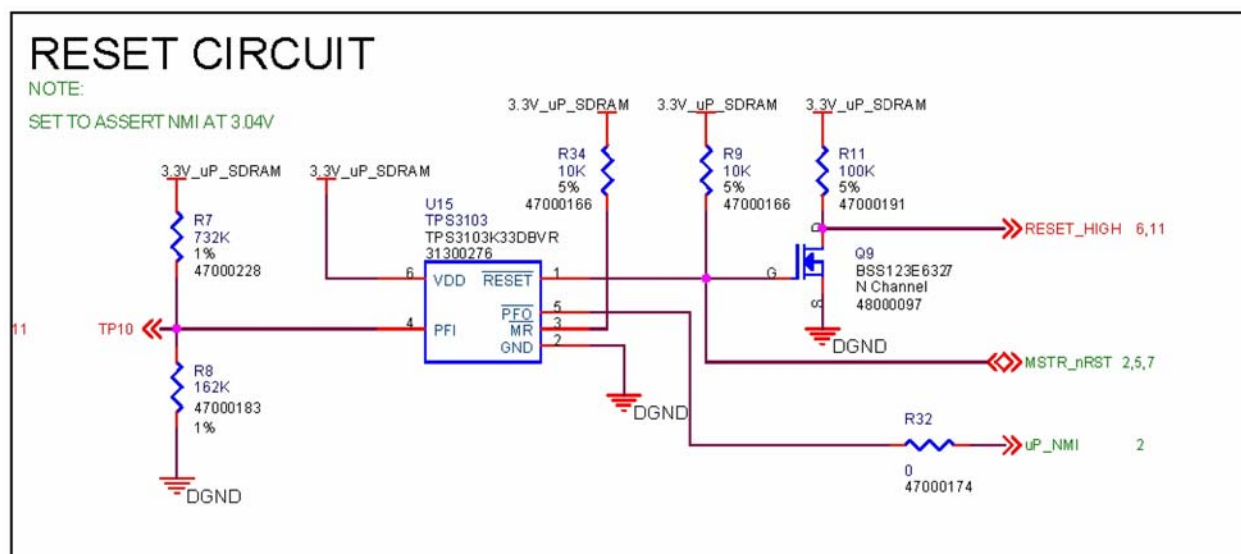 RESET CIRCUIT
NOTE:
SET TO ASSERT NMI AT 3.04V
3.3V_uP_SDRAM
3.3V_uP_SDRAM
3.3V_uP_SDRAM
3.3V_uP_SDRAM
3.3V_uP_SDRAM
R7
732K
1%
47000228
R34
10K
5%
47000166
R9
10K
5%
47000166
R11
100K
5%
47000191
U15
TPS3103
TPS3103K33DBVR
31300276
6 VDD
RESET 1
PFO 5
4 PFI
MR 3
GND 2
11 TP10
D
G
S
Q9
BSS123E6327
N Channel
48000097
RESET_HIGH 6,11
DGND
MSTR_nRST 2,5,7
R8
162K
47000183
1%
DGND
DGND
R32
0
47000174
uP_NMI 2